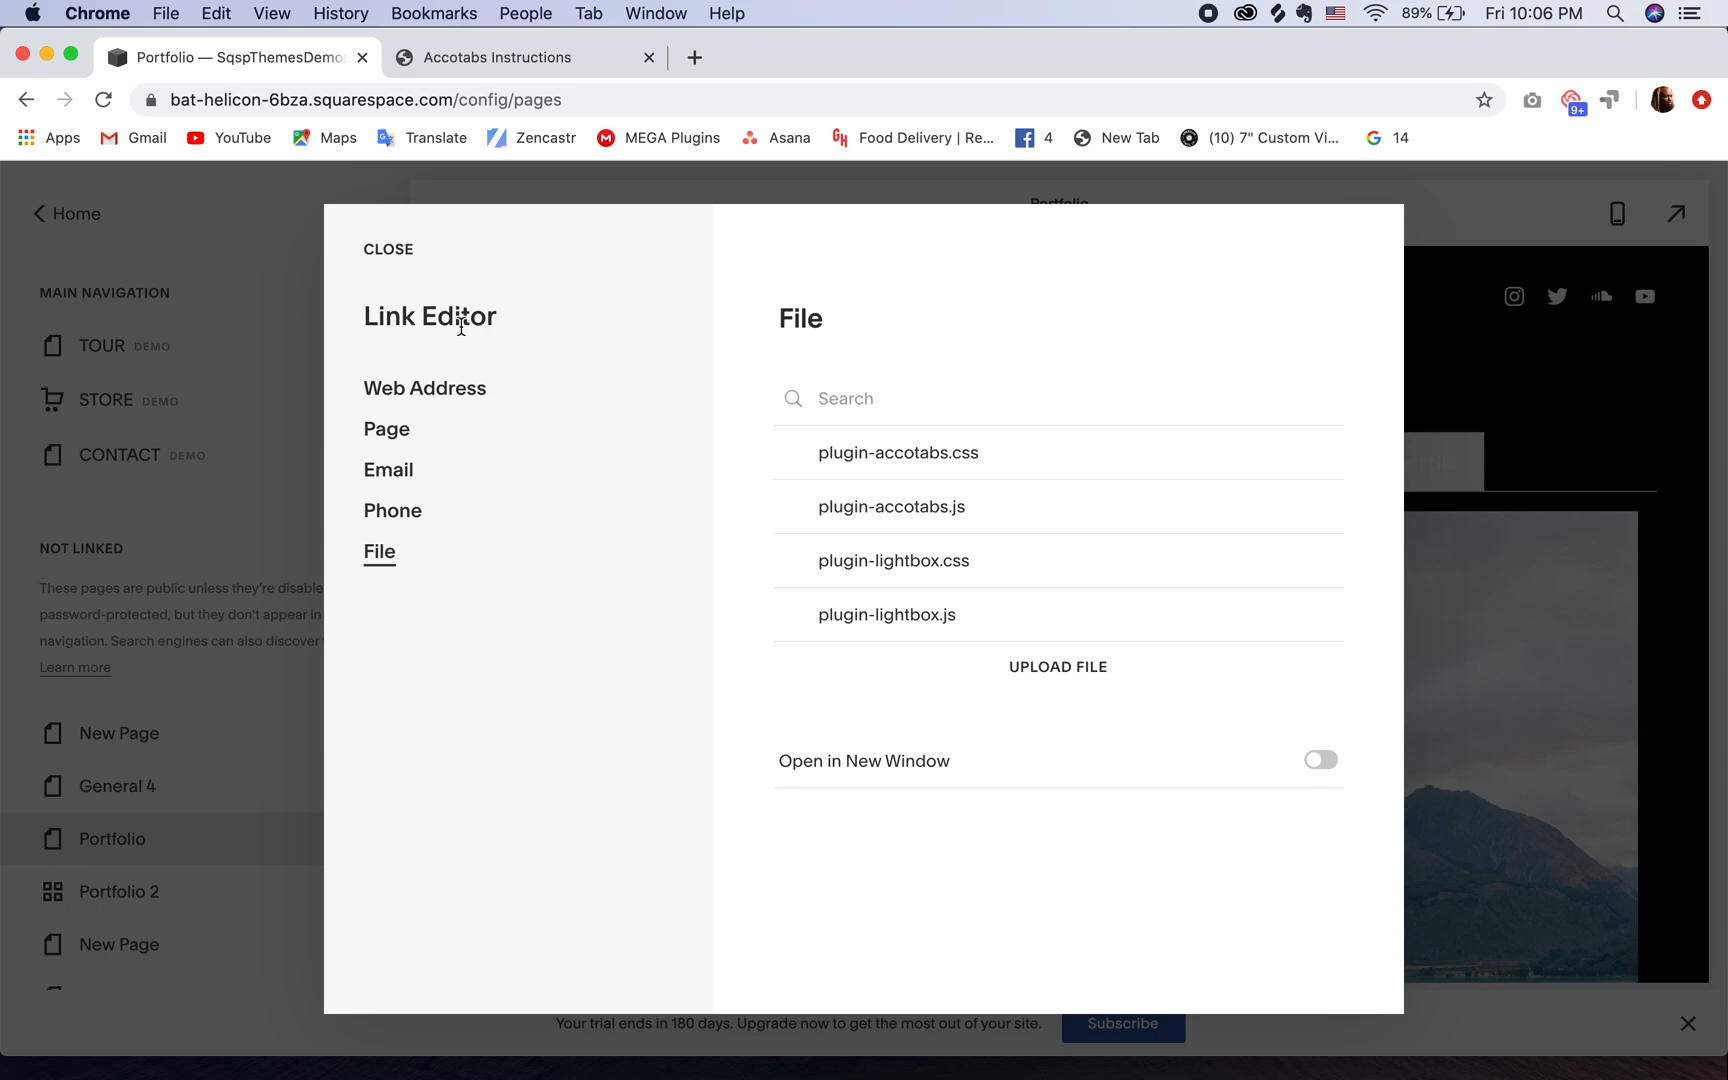 Chrome File Edit View History Bookmarks People Tab Window Help 89% Fri 10:06 PM
Portfolio — SqspThemesDemo Accotabs Instructions
bat-helicon-6bza.squarespace.com/config/pages 9+
Apps Gmail YouTube Maps Translate Zencastr MEGA Plugins Asana Food Delivery | Re... 4 New Tab (10) 7" Custom Vi... 14
Home
Portfolio
MAIN NAVIGATION
TOUR DEMO
STORE DEMO
CONTACT DEMO
NOT LINKED
These pages are public unless they're disable
password-protected, but they don't appear in
navigation. Search engines can also discover
Learn more
New Page
General 4
Portfolio
Portfolio 2
New Page
CLOSE
Link Editor
Web Address
Page
Email
Phone
File
File
Search
plugin-accotabs.css
plugin-accotabs.js
plugin-lightbox.css
plugin-lightbox.js
UPLOAD FILE
Open in New Window
Your trial ends in 180 days. Upgrade now to get the most out of your site. Subscribe